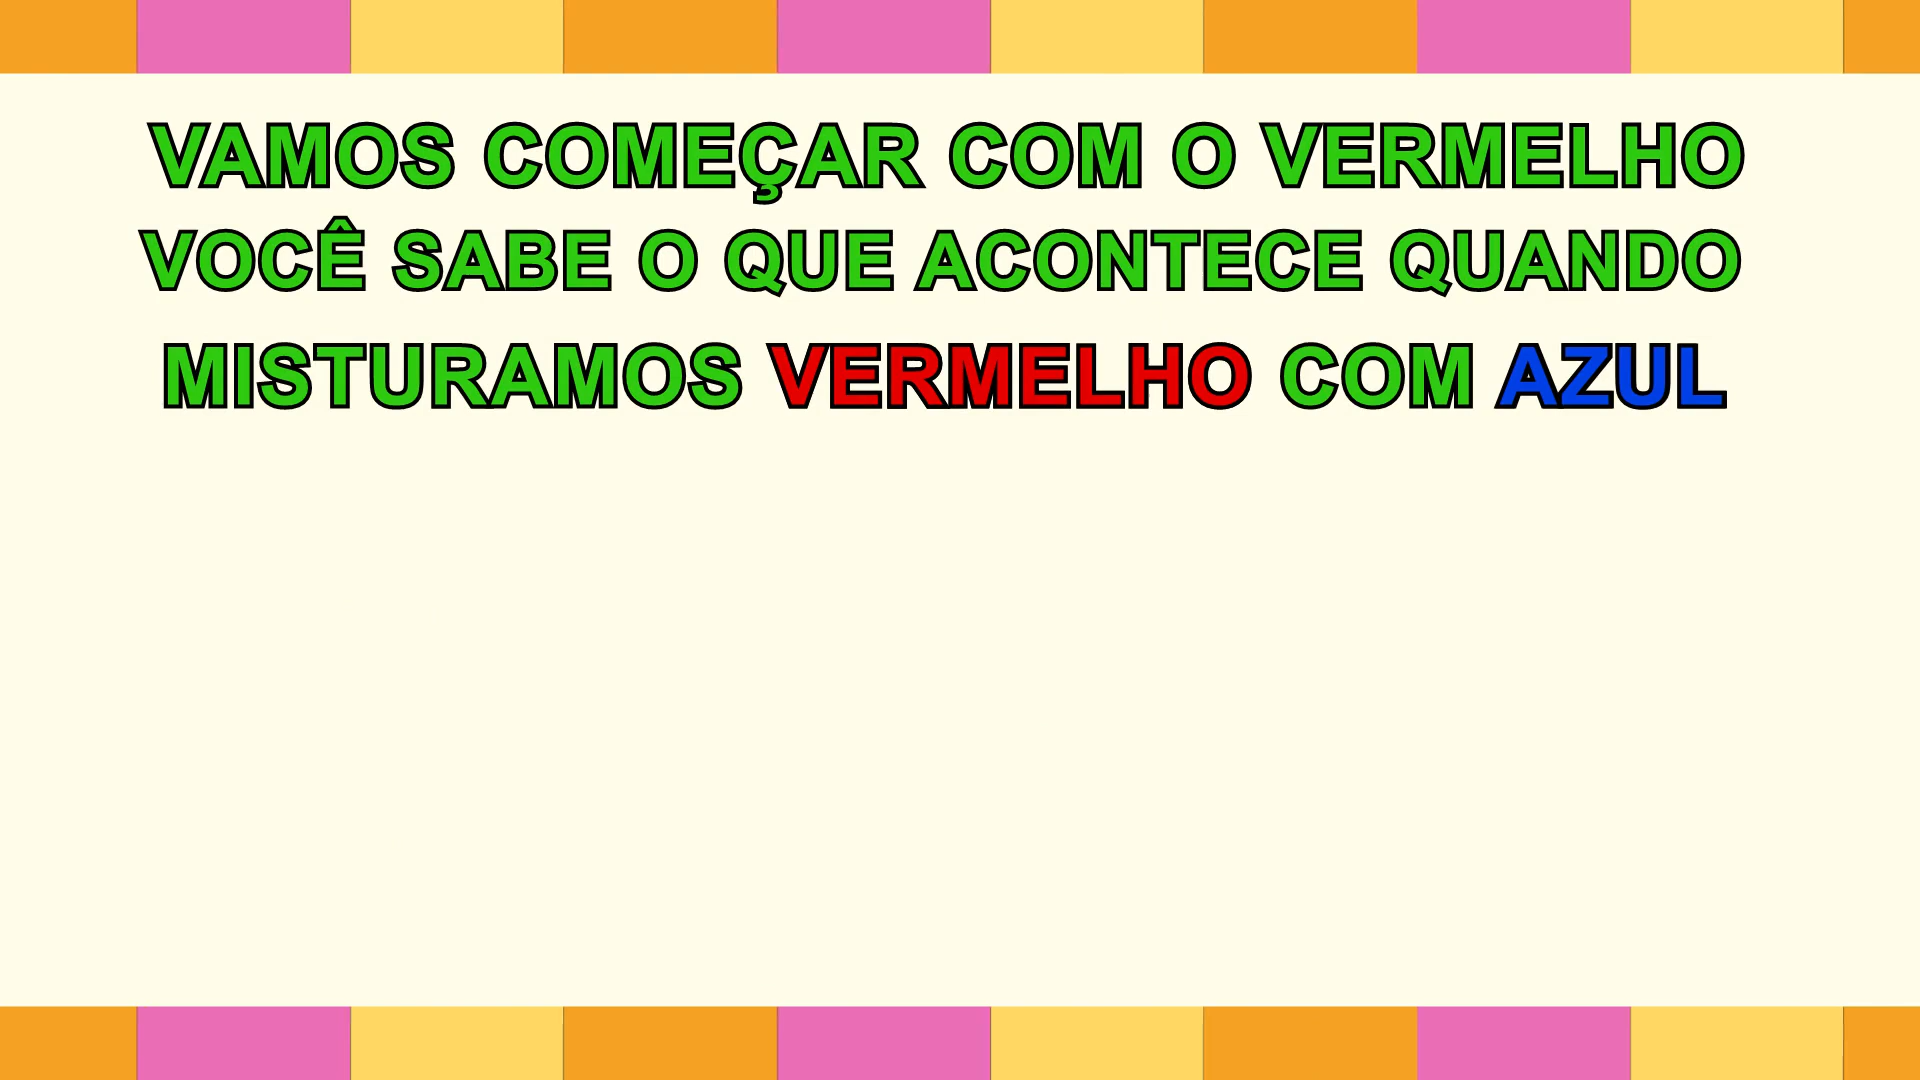 VAMOS COMEÇAR COM O VERMELHO
VOCÊ SABE O QUE ACONTECE QUANDO
MISTURAMOS VERMELHO COM AZUL